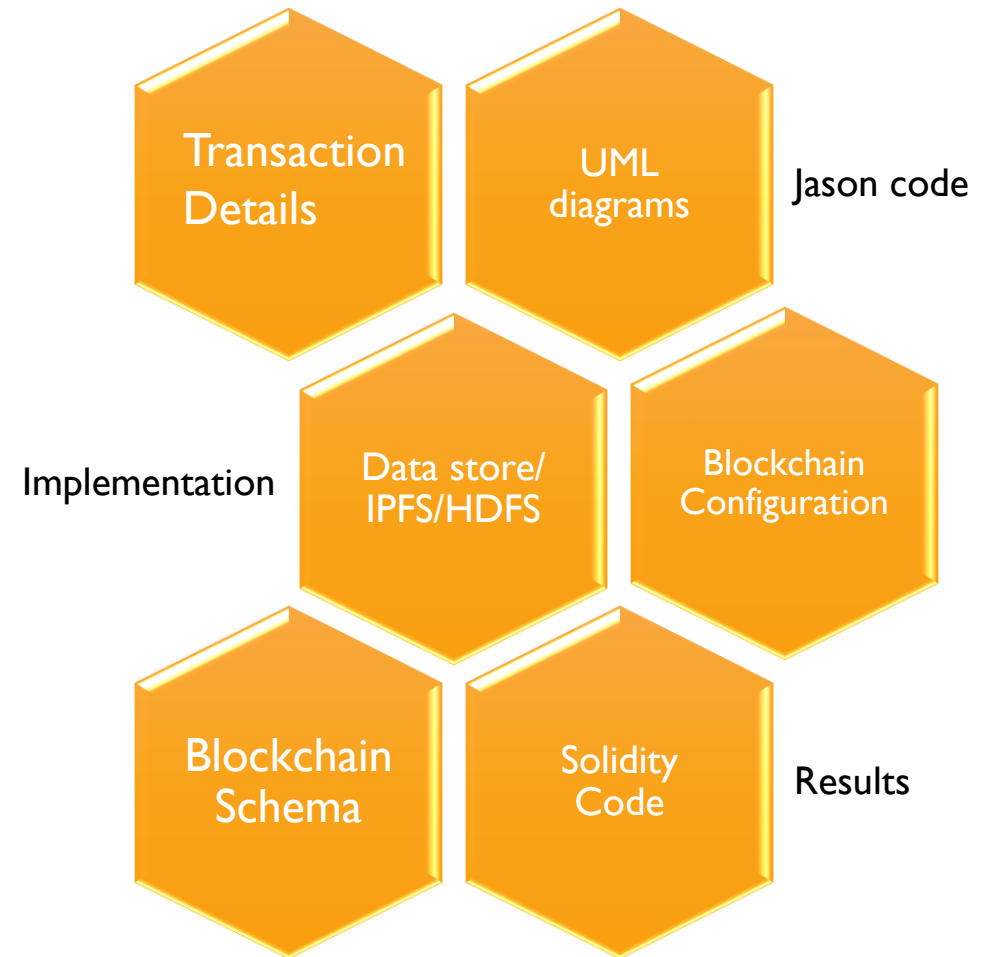 Transaction
Details
UML
diagrams
Jason code
Implementation
Data store/
IPFS/HDFS
Blockchain
Configuration
Blockchain
Schema
Solidity
Code
Results